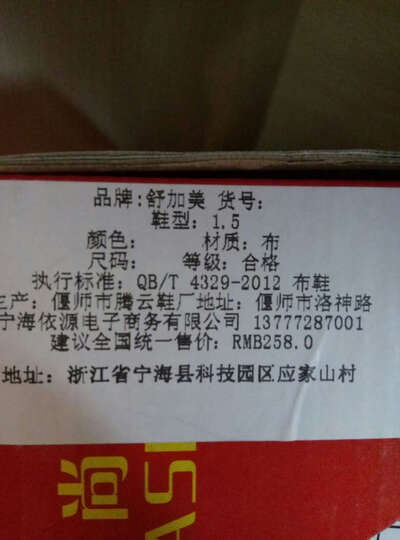 品牌:舒加美 货号:
鞋型: 1.5
颜色: 材质: 布
尺码: 等级: 合格
执行标准: QB/T 4329-2012 布鞋
生产: 偃师市腾云鞋厂地址: 偃师市洛神路
宁海依源电子商务有限公司 13777287001
建议全国统一售价: RMB258.0
地址: 浙江省宁海县科技园区应家山村
尚